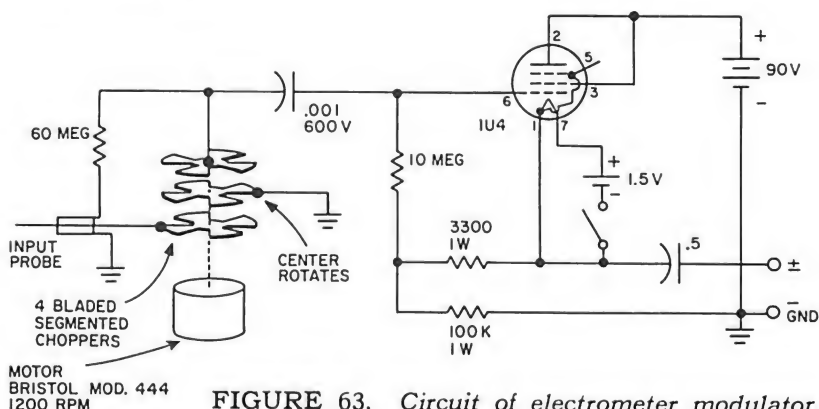 2
5
+
90V
-
6
3
.001
600V
1
7
60 MEG
1U4
10 MEG
+
1.5V
-
3300
1W
.5
INPUT
PROBE
CENTER
ROTATES
±
4 BLADED
SEGMENTED
CHOPPERS
100K
1W
-
GND
MOTOR
BRISTOL MOD. 444
1200 RPM
FIGURE 63. Circuit of electrometer modulator